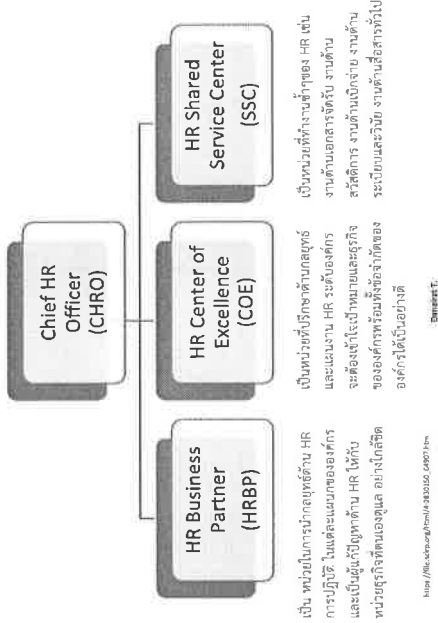 Chief HR
Officer
(CHRO)
HR Business
Partner
(HRBP)
HR Center of
Excellence
(COE)
HR Shared
Service Center
(SSC)
เป็น หน่วยในการนำกลยุทธ์ด้าน HR
การปฏิบัติ ในแต่ละแผนกขององค์กร
และเป็นผู้แก้ปัญหาด้าน HR ให้กับ
หน่วยธุรกิจที่ตนเองดูแล อย่างใกล้ชิด
เป็นหน่วยที่ปรึกษาด้านกลยุทธ์
และแผนงาน HR ระดับองค์กร
จะต้องเข้าใจเป้าหมายและธุรกิจ
ขององค์กรพร้อมทั้งข้อจำกัดของ
องค์กรได้เป็นอย่างดี
เป็นหน่วยที่ทำงานซ้ำๆของ HR เช่น
งานด้านเอกสารจัดรับ งานด้าน
สวัสดิการ งานด้านเบิกจ่าย งานด้าน
ระเบียบและวินัย งานด้านสื่อสารทั่วไป